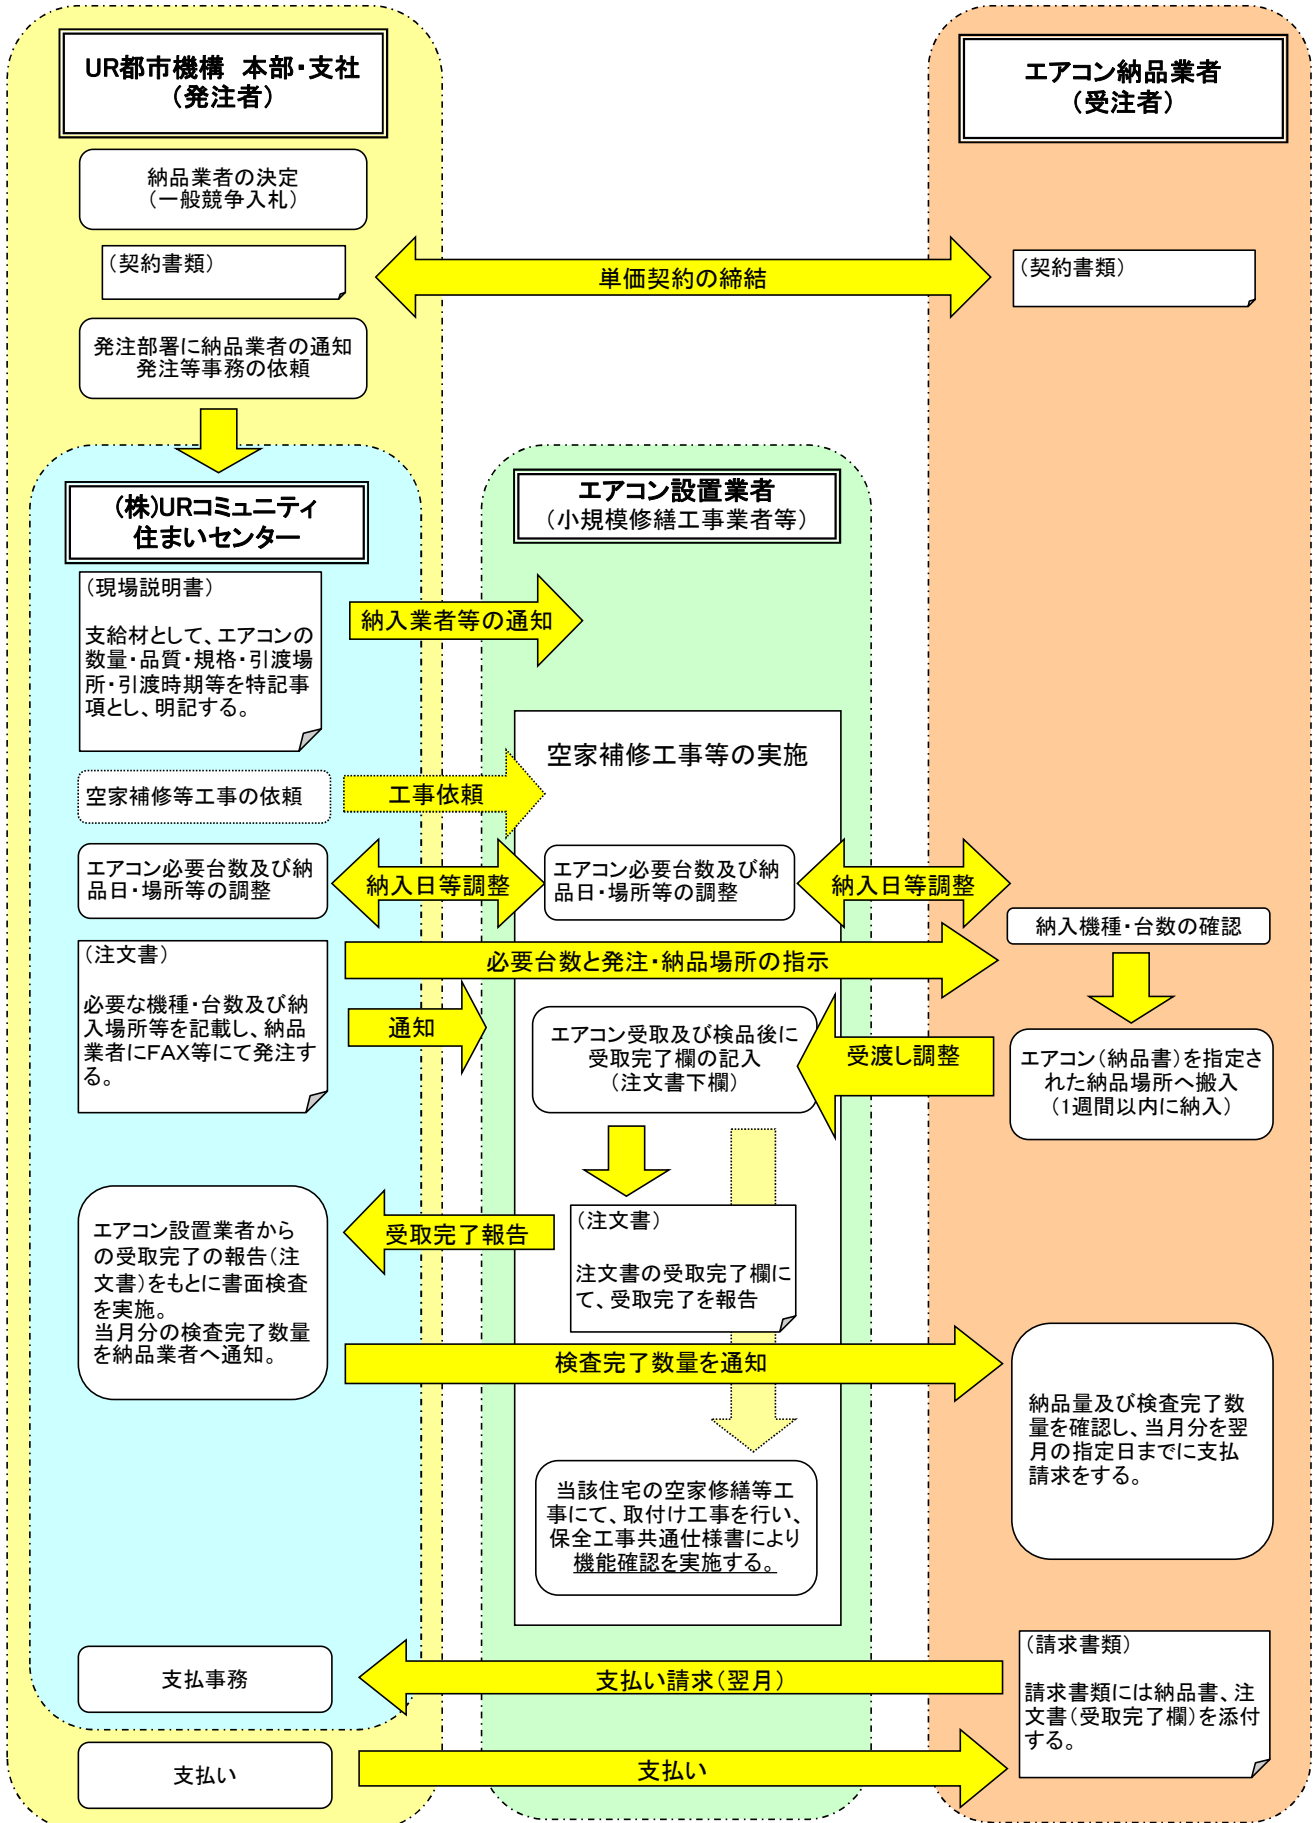 UR都市機構　本部・支社
（発注者）
エアコン納品業者
（受注者）
納品業者の決定
（一般競争入札）
（契約書類）
単価契約の締結
（契約書類）
発注部署に納品業者の通知
発注等事務の依頼
(株)URコミュニティ
住まいセンター
エアコン設置業者
（小規模修繕工事業者等）
（現場説明書）
支給材として、エアコンの
数量・品質・規格・引渡場
所・引渡時期等を特記事
項とし、明記する。
納入業者等の通知
空家補修工事等の実施
空家補修等工事の依頼
工事依頼
エアコン必要台数及び納
品日・場所等の調整
納入日等調整
エアコン必要台数及び納
品日・場所等の調整
納入日等調整
納入機種・台数の確認
（注文書）
必要な機種・台数及び納
入場所等を記載し、納品
業者にFAX等にて発注す
る。
必要台数と発注・納品場所の指示
通知
エアコン受取及び検品後に
受取完了欄の記入
（注文書下欄）
受渡し調整
エアコン（納品書）を指定さ
れた納品場所へ搬入
（1週間以内に納入）
エアコン設置業者から
の受取完了の報告（注
文書）をもとに書面検査
を実施。
当月分の検査完了数量
を納品業者へ通知。
受取完了報告
（注文書）
注文書の受取完了欄に
て、受取完了を報告
検査完了数量を通知
納品量及び検査完了数
量を確認し、当月分を翌
月の指定日までに支払
請求をする。
当該住宅の空家修繕等工
事にて、取付け工事を行い、
保全工事共通仕様書により
機能確認を実施する。
支払事務
支払い請求（翌月）
（請求書類）
請求書類には納品書、注
文書（受取完了欄）を添付
する。
支払い
支払い